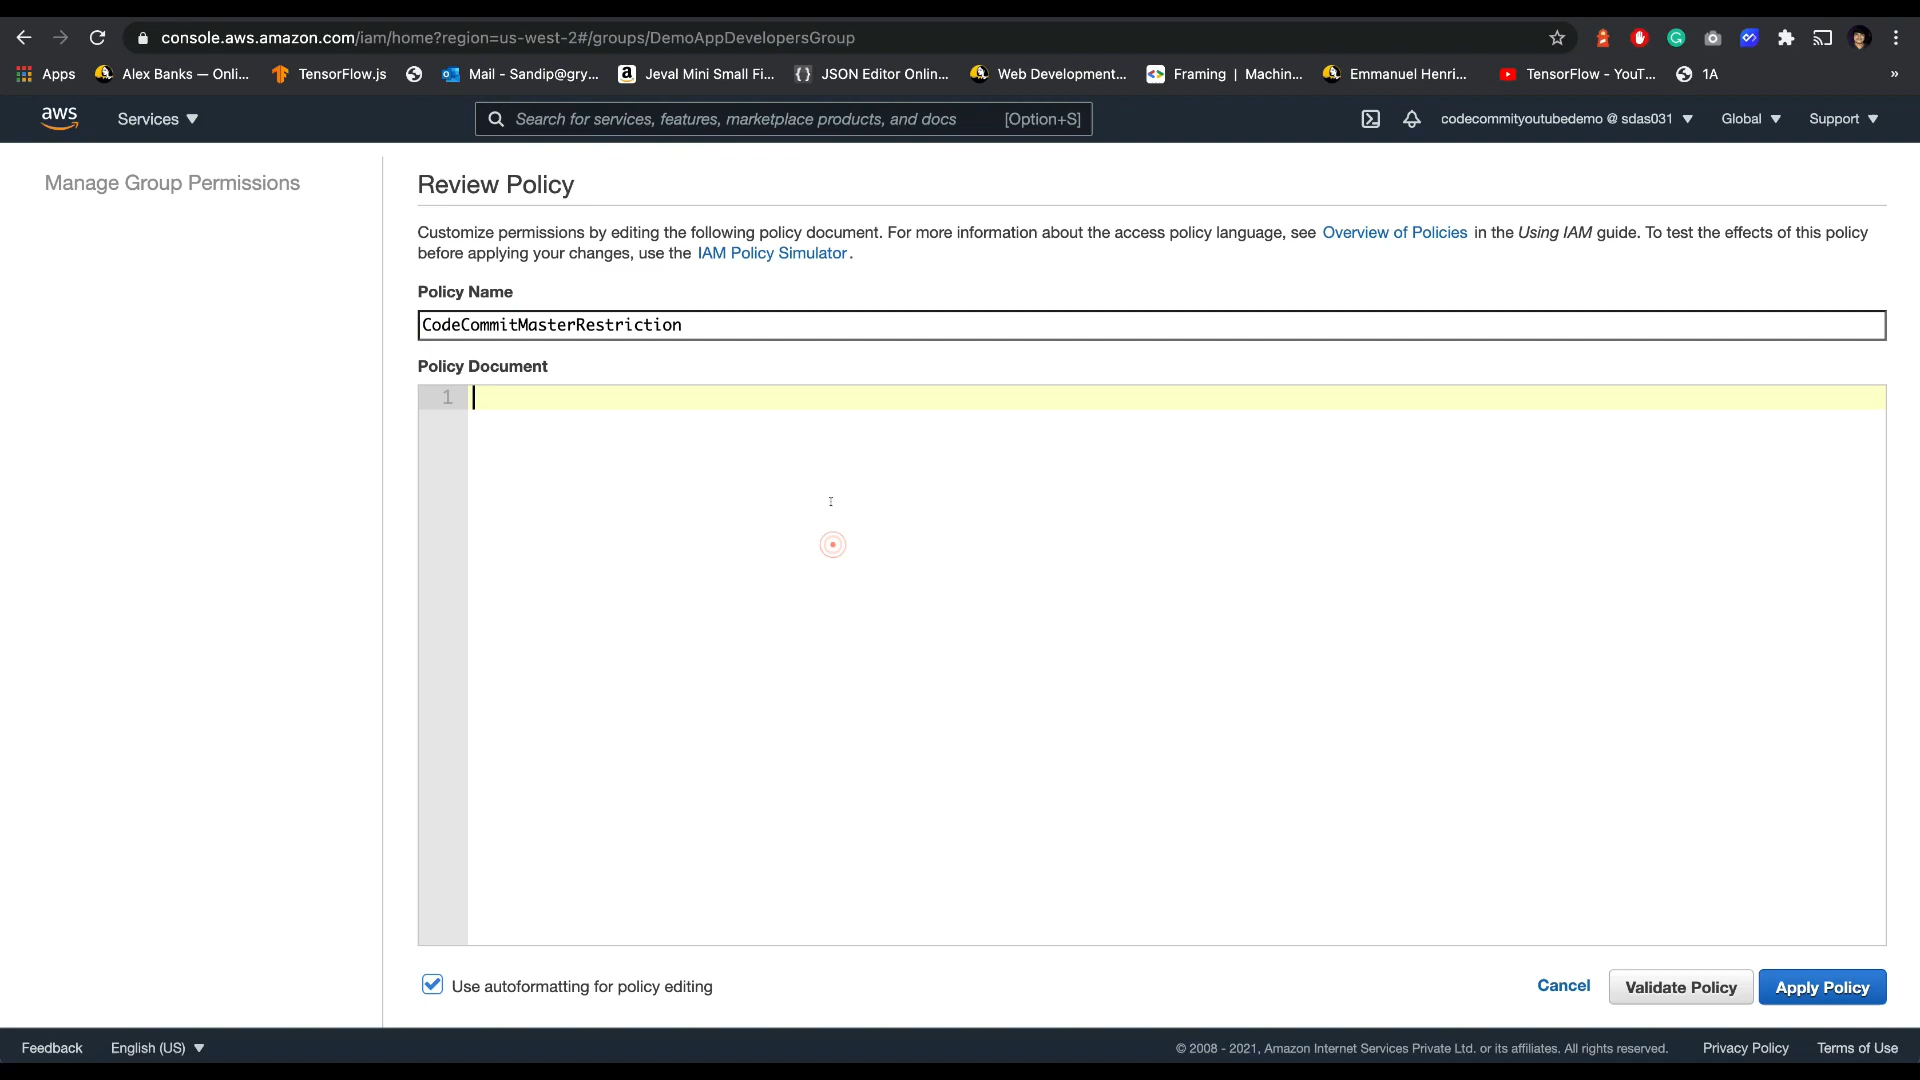 console.aws.amazon.com/iam/home?region=us-west-2#/groups/DemoAppDevelopersGroup
Apps Alex Banks — Onli... TensorFlow.js Mail - Sandip@gry... Jeval Mini Small Fi... JSON Editor Onlin... Web Development... Framing | Machin... Emmanuel Henri... TensorFlow - YouT... 1A »
aws Services ▼ Search for services, features, marketplace products, and docs [Option+S] codecommityoutubedemo @ sdas031 ▼ Global ▼ Support ▼
Manage Group Permissions
Review Policy
Customize permissions by editing the following policy document. For more information about the access policy language, see Overview of Policies in the Using IAM guide. To test the effects of this policy
before applying your changes, use the IAM Policy Simulator.
Policy Name
CodeCommitMasterRestriction
Policy Document
1
Use autoformatting for policy editing
Cancel Validate Policy Apply Policy
Feedback English (US) ▼ © 2008 - 2021, Amazon Internet Services Private Ltd. or its affiliates. All rights reserved. Privacy Policy Terms of Use